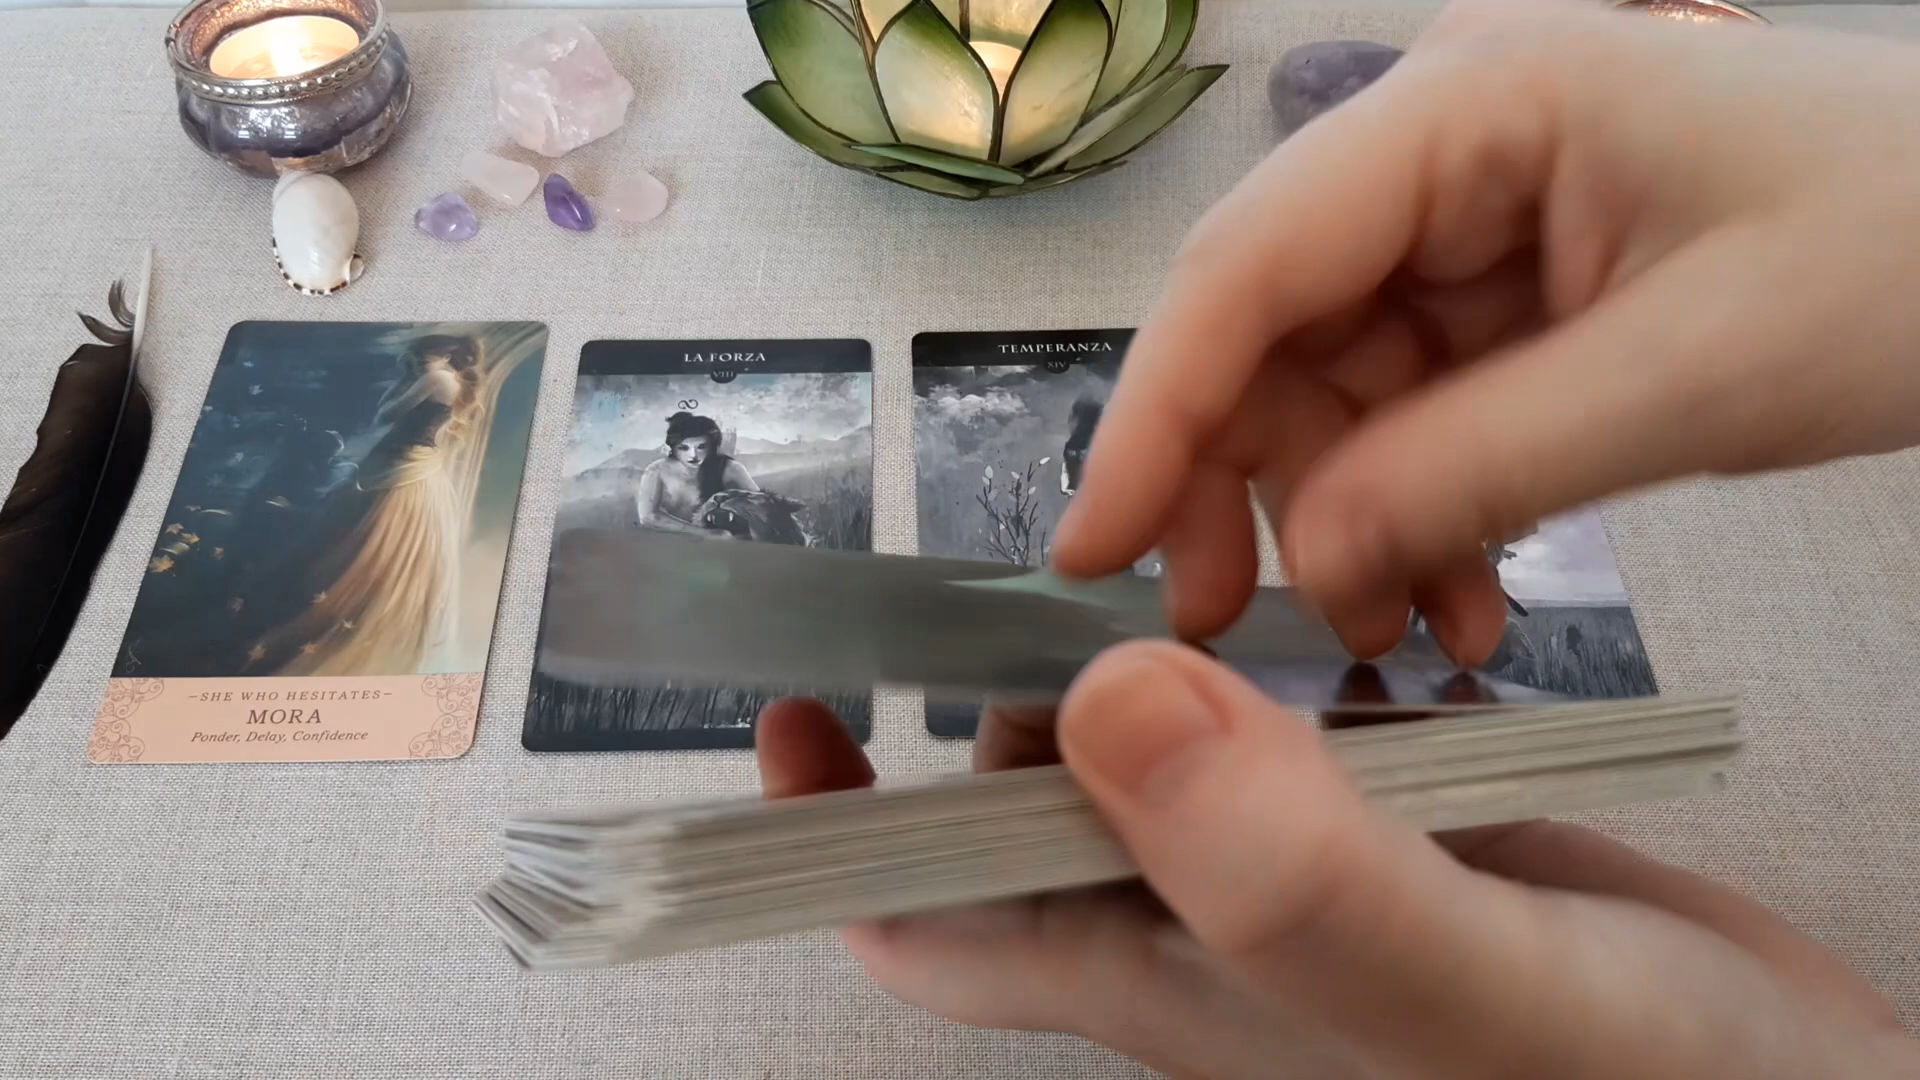 LA FORZA
VIII
TEMPERANZA
XIV
-SHE WHO HESITATES-
MORA
Ponder, Delay, Confidence